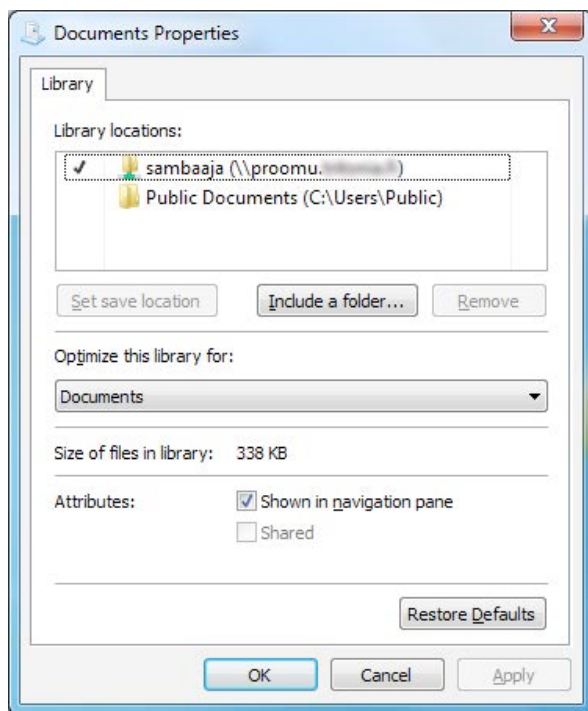 Documents Properties
Library
Library locations:
sambaaja (\\proomu. )
Public Documents (C:\Users\Public)
Set save location Include a folder... Remove
Optimize this library for:
Documents
Size of files in library: 338 KB
Attributes: Shown in navigation pane
Shared
Restore Defaults
OK Cancel Apply